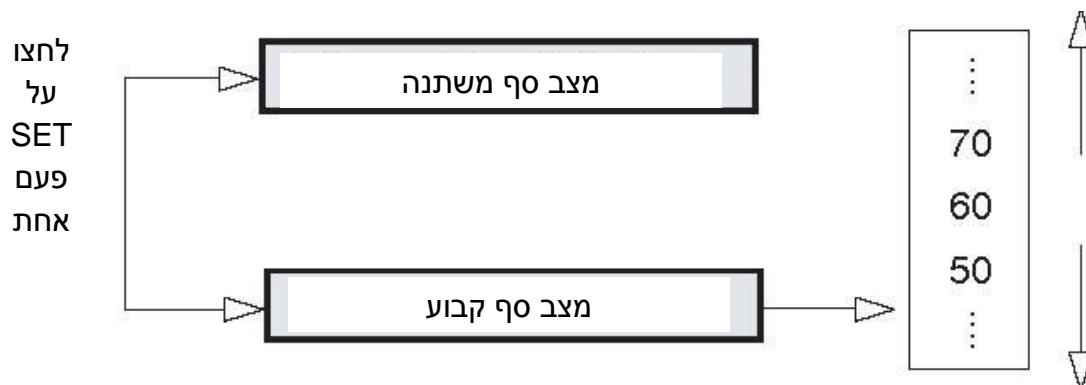 לחצו
על
SET
פעם
אחת
מצב סף משתנה
מצב סף קבוע
⋮
70
60
50
⋮